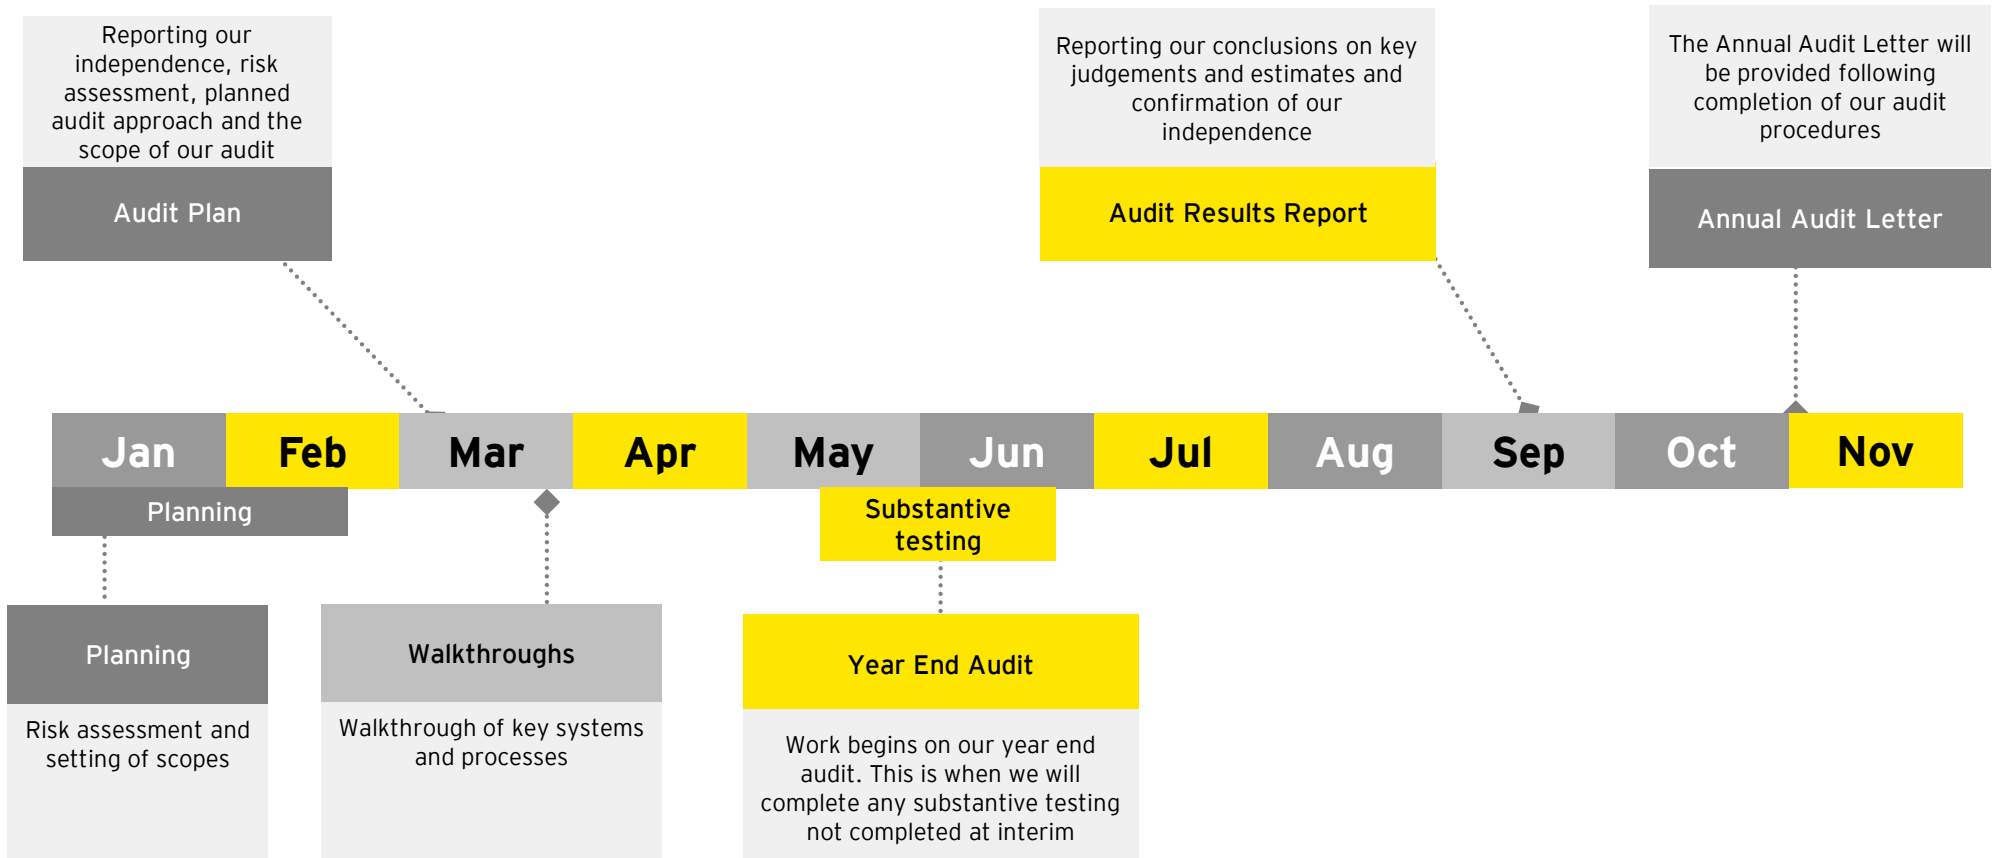 Reporting our
independence, risk
assessment, planned
audit approach and the
scope of our audit
Audit Plan
Reporting our conclusions on key
judgements and estimates and
confirmation of our
independence
Audit Results Report
The Annual Audit Letter will
be provided following
completion of our audit
procedures
Annual Audit Letter
Jan Feb Mar Apr May Jun Jul Aug Sep Oct Nov
Planning
Substantive
testing
Planning
Risk assessment and
setting of scopes
Walkthroughs
Walkthrough of key systems
and processes
Year End Audit
Work begins on our year end
audit. This is when we will
complete any substantive testing
not completed at interim